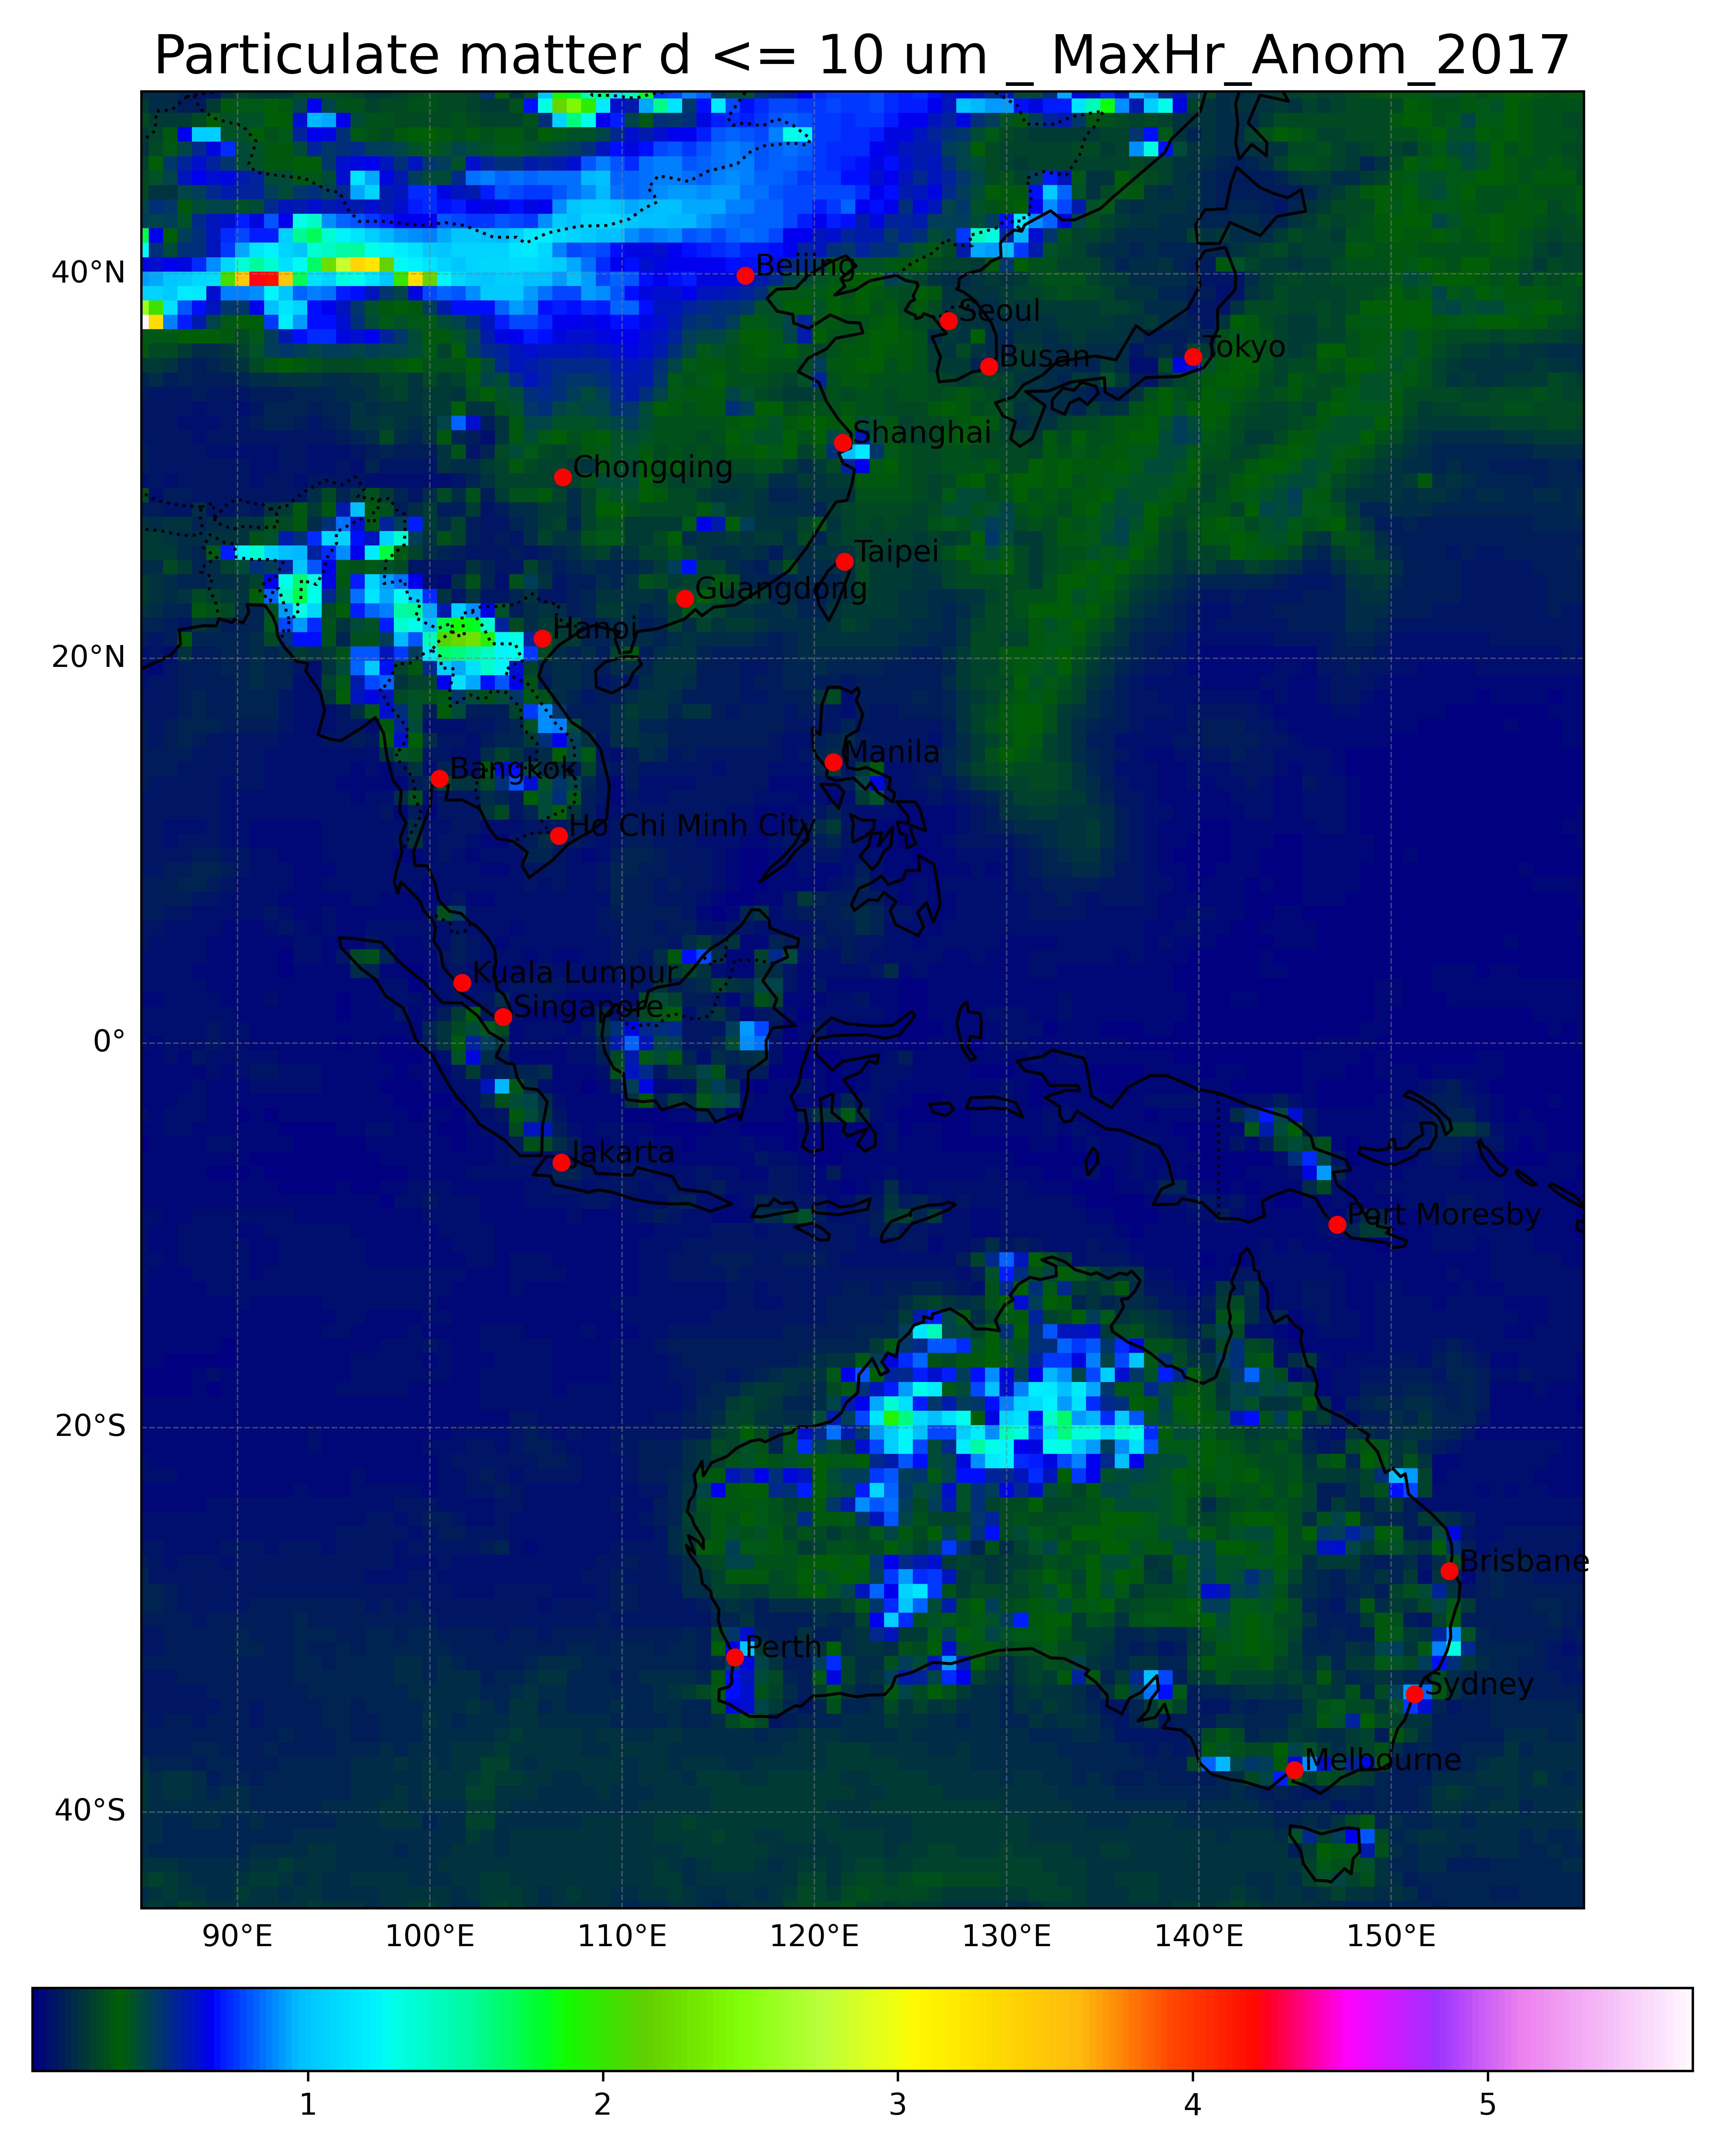 Particulate matter d <= 10 um _ MaxHr_Anom_2017
40°N
20°N
0°
20°S
40°S
Beijing
Seoul
Busan
Tokyo
Shanghai
Chongqing
Taipei
Guangdong
Hanoi
Manila
Bangkok
Ho Chi Minh City
Kuala Lumpur
Singapore
Jakarta
Port Moresby
Brisbane
Perth
Sydney
Melbourne
90°E 100°E 110°E 120°E 130°E 140°E 150°E
1 2 3 4 5